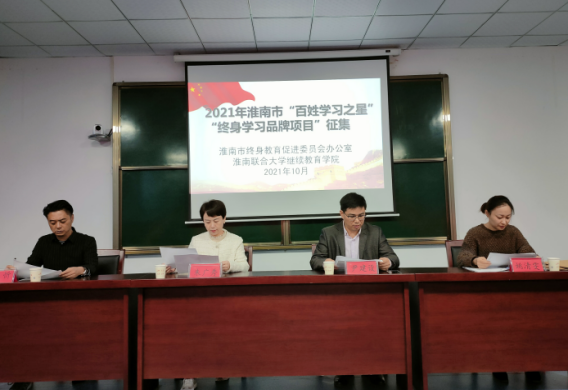 2021年淮南市“百姓学习之星”
“终身学习品牌项目”征集
淮南市终身教育促进委员会办公室
淮南联合大学继续教育学院
2021年10月